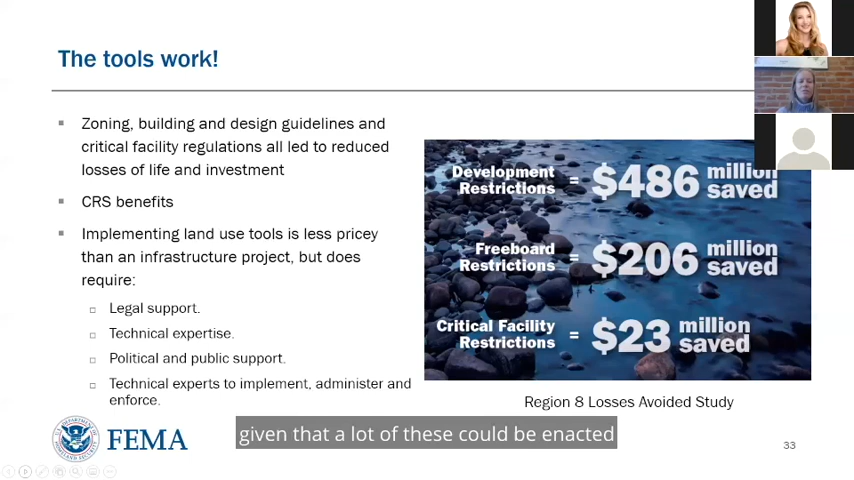 The tools work!
Zoning, building and design guidelines and
critical facility regulations all led to reduced
losses of life and investment
CRS benefits
Implementing land use tools is less pricey
than an infrastructure project, but does
require:
Legal support.
Technical expertise.
Political and public support.
Technical experts to implement, administer and
enforce.
Development
Restrictions
= $486 million
saved
Freeboard
Restrictions
= $206 million
saved
Critical Facility
Restrictions
= $23 million
saved
Region 8 Losses Avoided Study
FEMA
given that a lot of these could be enacted
33